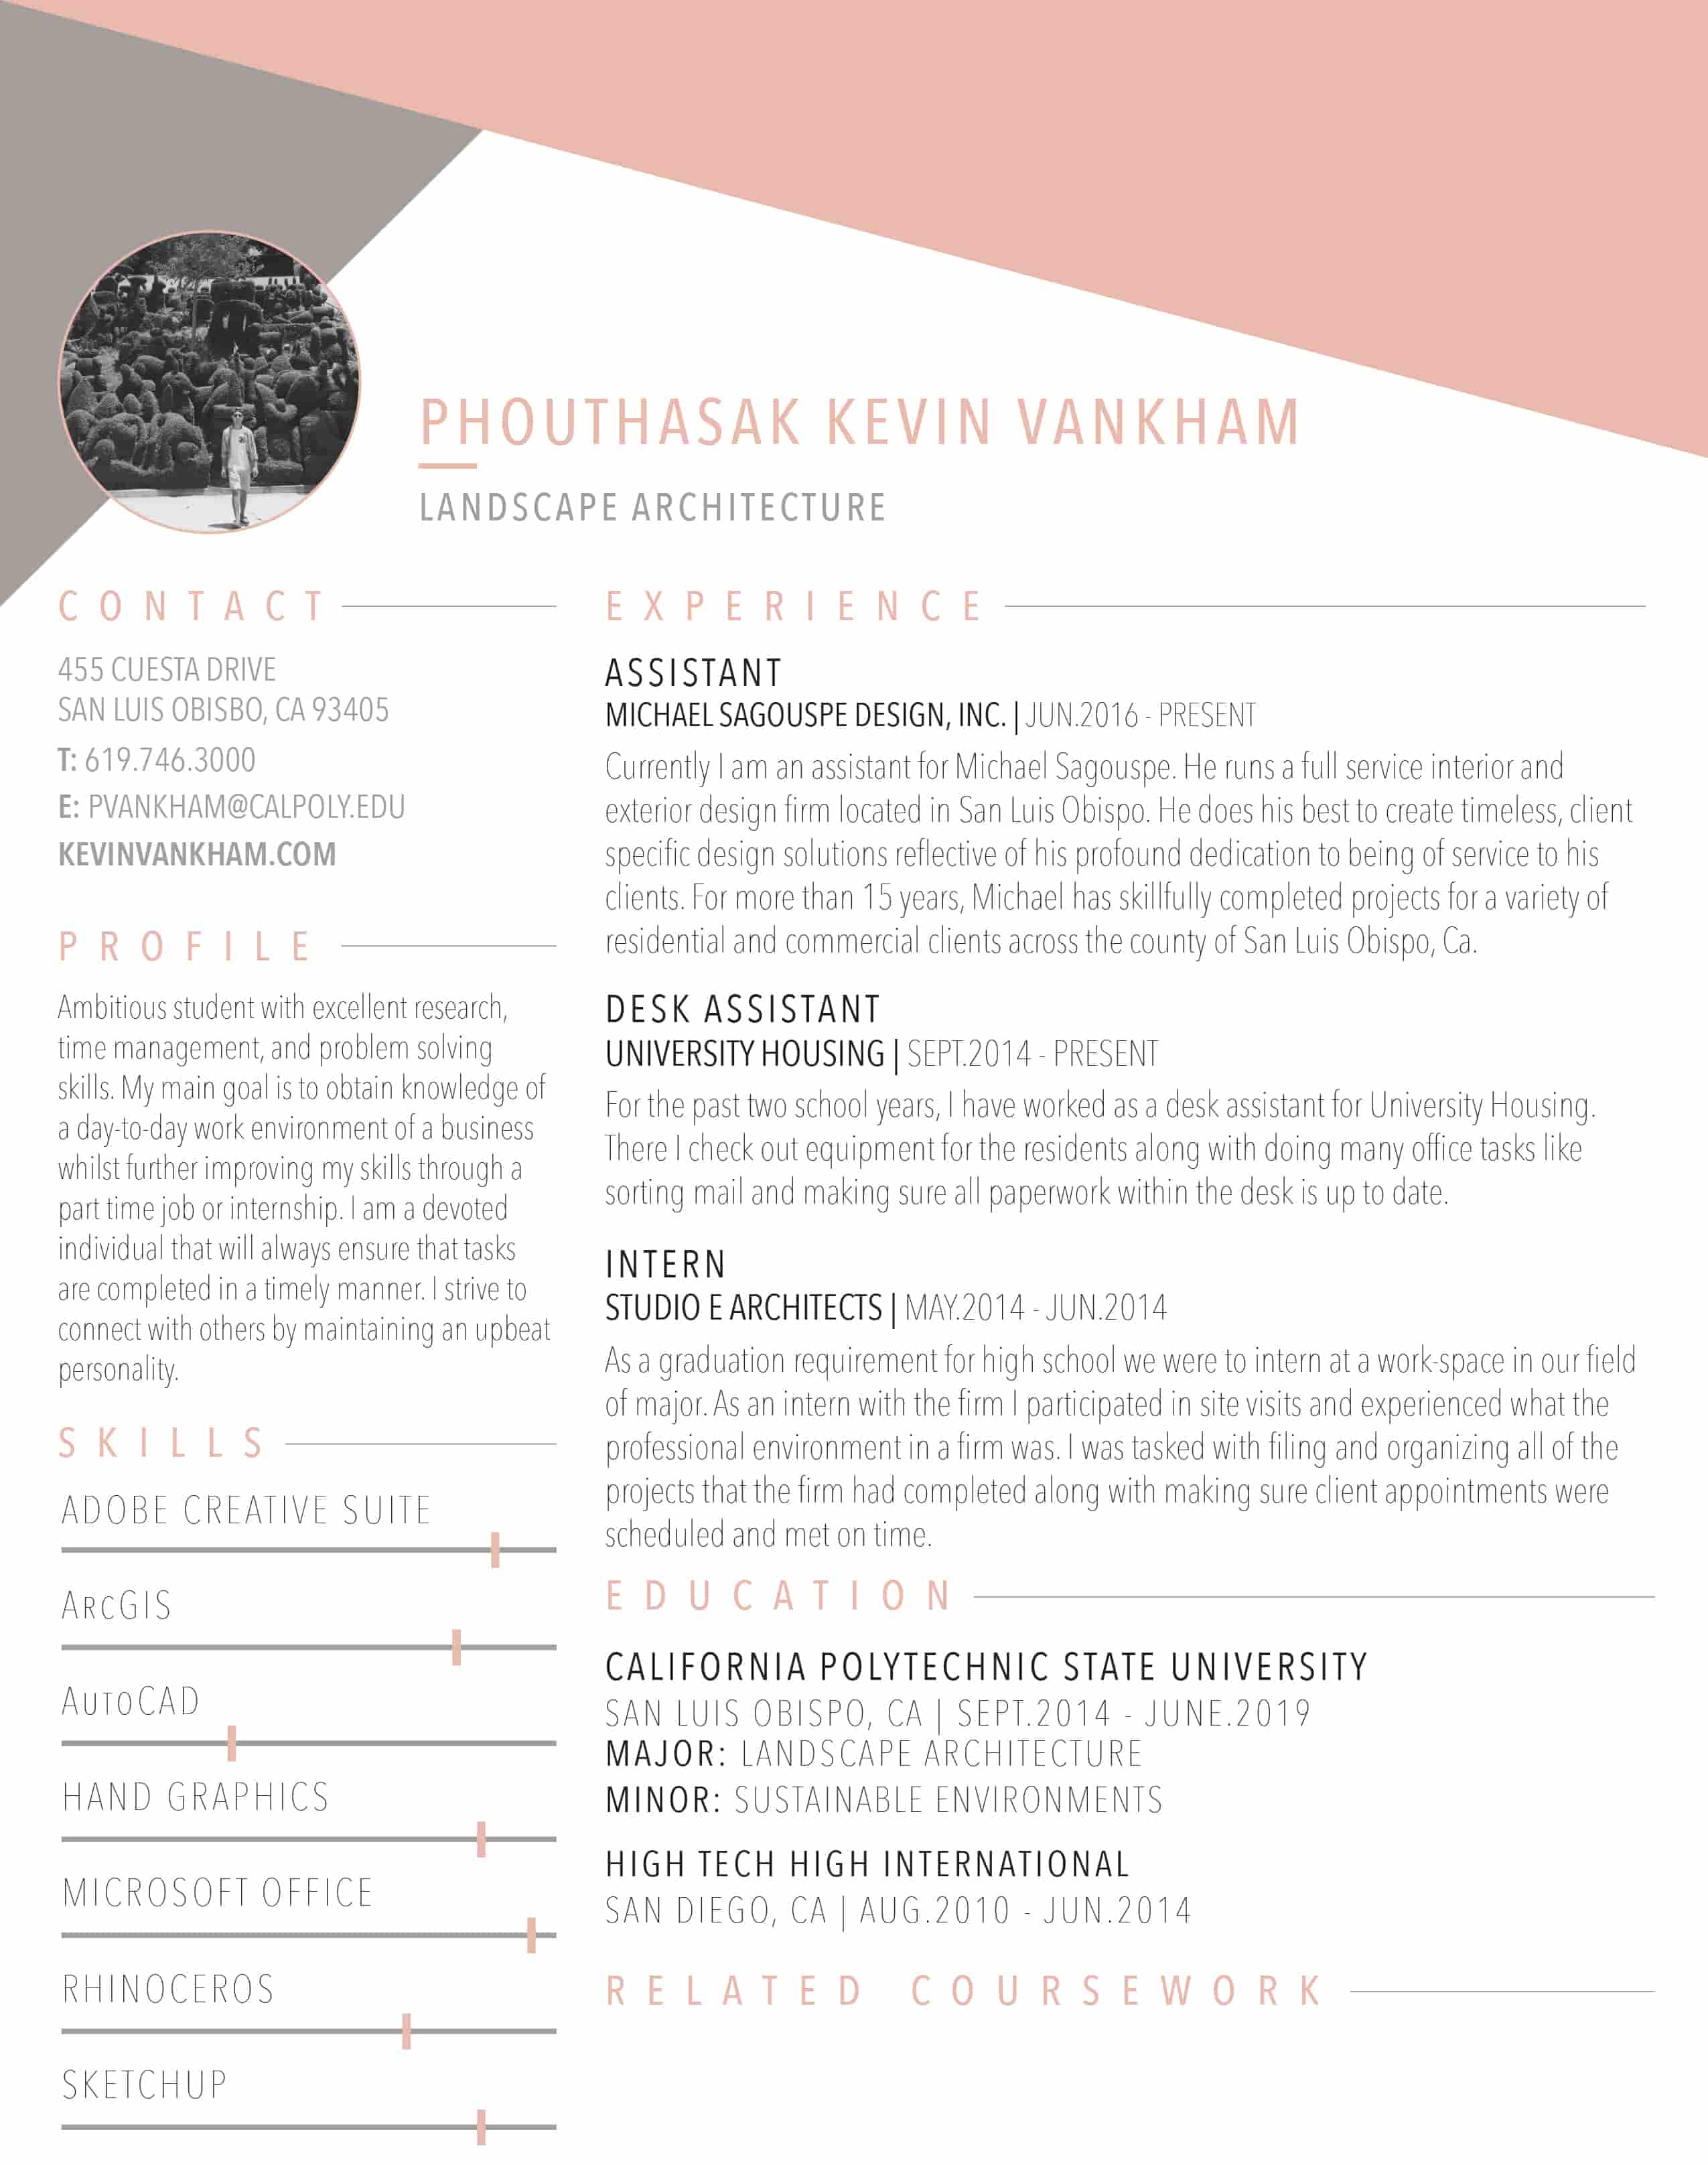 PHOUTHASAK KEVIN VANKHAM
LANDSCAPE ARCHITECTURE
CONTACT
455 CUESTA DRIVE
SAN LUIS OBISBO, CA 93405
T: 619.746.3000
E: PVANKHAM@CALPOLY.EDU
KEVINVANKHAM.COM
PROFILE
Ambitious student with excellent research,
time management, and problem solving
skills. My main goal is to obtain knowledge of
a day-to-day work environment of a business
whilst further improving my skills through a
part time job or internship. I am a devoted
individual that will always ensure that tasks
are completed in a timely manner. I strive to
connect with others by maintaining an upbeat
personality.
SKILLS
ADOBE CREATIVE SUITE
ARCGIS
AUTOCAD
HAND GRAPHICS
MICROSOFT OFFICE
RHINOCEROS
SKETCHUP
EXPERIENCE
ASSISTANT
MICHAEL SAGOUSPE DESIGN, INC. | JUN.2016 - PRESENT
Currently I am an assistant for Michael Sagouspe. He runs a full service interior and
exterior design firm located in San Luis Obispo. He does his best to create timeless, client
specific design solutions reflective of his profound dedication to being of service to his
clients. For more than 15 years, Michael has skillfully completed projects for a variety of
residential and commercial clients across the county of San Luis Obispo, Ca.
DESK ASSISTANT
UNIVERSITY HOUSING | SEPT.2014 - PRESENT
For the past two school years, I have worked as a desk assistant for University Housing.
There I check out equipment for the residents along with doing many office tasks like
sorting mail and making sure all paperwork within the desk is up to date.
INTERN
STUDIO E ARCHITECTS | MAY.2014 - JUN.2014
As a graduation requirement for high school we were to intern at a work-space in our field
of major. As an intern with the firm I participated in site visits and experienced what the
professional environment in a firm was. I was tasked with filing and organizing all of the
projects that the firm had completed along with making sure client appointments were
scheduled and met on time.
EDUCATION
CALIFORNIA POLYTECHNIC STATE UNIVERSITY
SAN LUIS OBISPO, CA | SEPT.2014 - JUNE.2019
MAJOR: LANDSCAPE ARCHITECTURE
MINOR: SUSTAINABLE ENVIRONMENTS
HIGH TECH HIGH INTERNATIONAL
SAN DIEGO, CA | AUG.2010 - JUN.2014
RELATED COURSEWORK